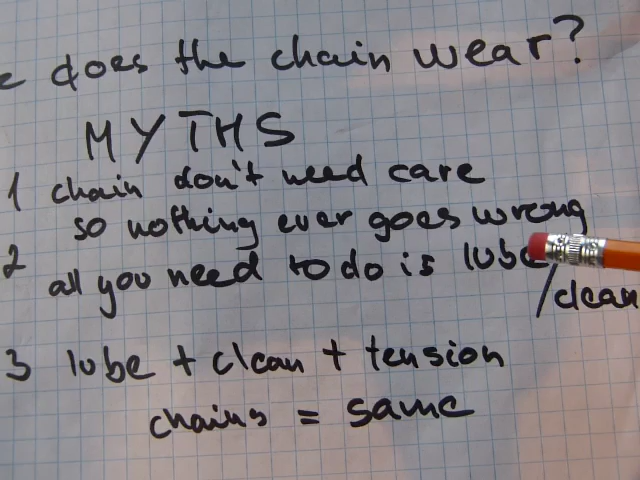 does the chain wear?
MYTHS
1 chain don't need care
so nothing ever goes wrong
2 all you need to do is lube
/clean
3 lube + clean + tension
chains = same